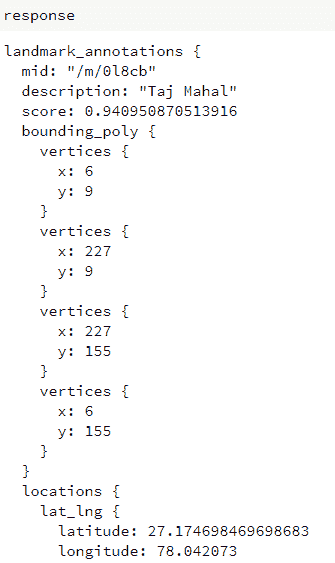 response
landmark_annotations {
  mid: "/m/0l8cb"
  description: "Taj Mahal"
  score: 0.940950870513916
  bounding_poly {
    vertices {
      x: 6
      y: 9
    }
    vertices {
      x: 227
      y: 9
    }
    vertices {
      x: 227
      y: 155
    }
    vertices {
      x: 6
      y: 155
    }
  }
  locations {
    lat_lng {
      latitude: 27.174698469698683
      longitude: 78.042073